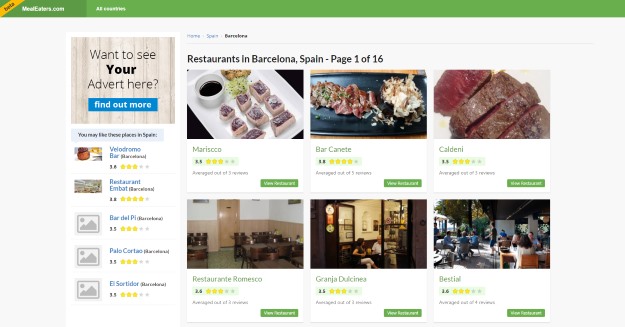 beta
MealEaters.com
All countries
Home › Spain › Barcelona
Want to see
Your
Advert here?
find out more
You may like these places in Spain:
Velodromo
Bar (Barcelona)
3.6
Restaurant
Embat (Barcelona)
3.8
Bar del Pi (Barcelona)
3.5
Palo Cortao (Barcelona)
3.5
El Sortidor (Barcelona)
3.5
Restaurants in Barcelona, Spain - Page 1 of 16
Mariscco
3.5
Averaged out of 3 reviews
View Restaurant
Bar Canete
3.8
Averaged out of 5 reviews
View Restaurant
Caldeni
3.5
Averaged out of 3 reviews
View Restaurant
Restaurante Romesco
3.6
Averaged out of 3 reviews
View Restaurant
Granja Dulcinea
3.5
Averaged out of 3 reviews
View Restaurant
Bestial
3.6
Averaged out of 4 reviews
View Restaurant